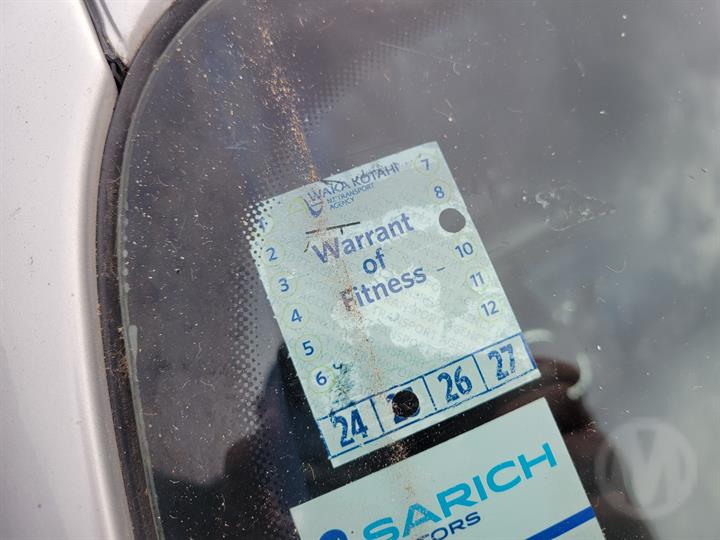 WAKA KOTAHI
NZ TRANSPORT
AGENCY
Warrant
of
Fitness
1
2
3
4
5
6
7
8
10
11
12
24 26 27
SARICH